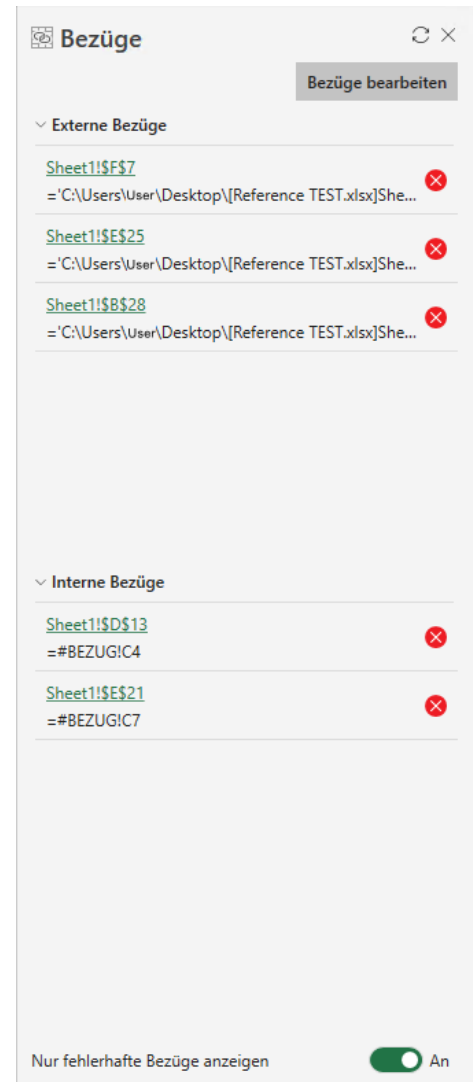 Bezüge
Bezüge bearbeiten
Externe Bezüge
Sheet1!$F$7
='C:\Users\User\Desktop\[Reference TEST.xlsx]She...
Sheet1!$E$25
='C:\Users\User\Desktop\[Reference TEST.xlsx]She...
Sheet1!$B$28
='C:\Users\User\Desktop\[Reference TEST.xlsx]She...
Interne Bezüge
Sheet1!$D$13
=#BEZUG!C4
Sheet1!$E$21
=#BEZUG!C7
Nur fehlerhafte Bezüge anzeigen An